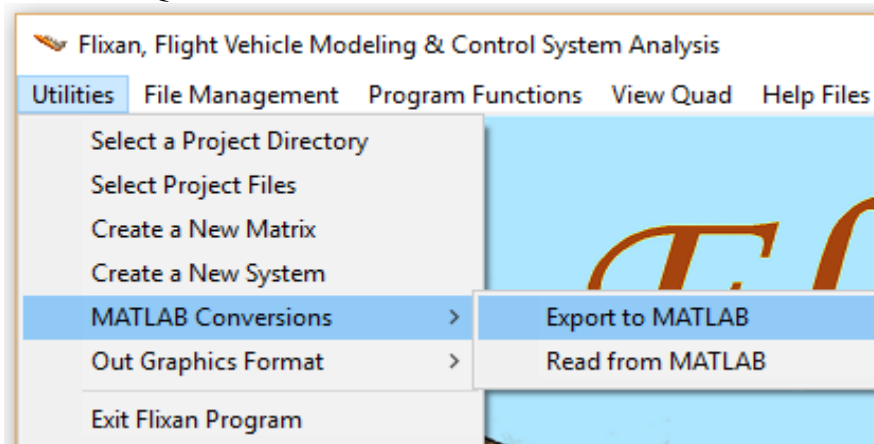 Flixan, Flight Vehicle Modeling & Control System Analysis
Utilities File Management Program Functions View Quad Help Files
Select a Project Directory
Select Project Files
Create a New Matrix
Create a New System
MATLAB Conversions >
Export to MATLAB
Out Graphics Format >
Read from MATLAB
Exit Flixan Program